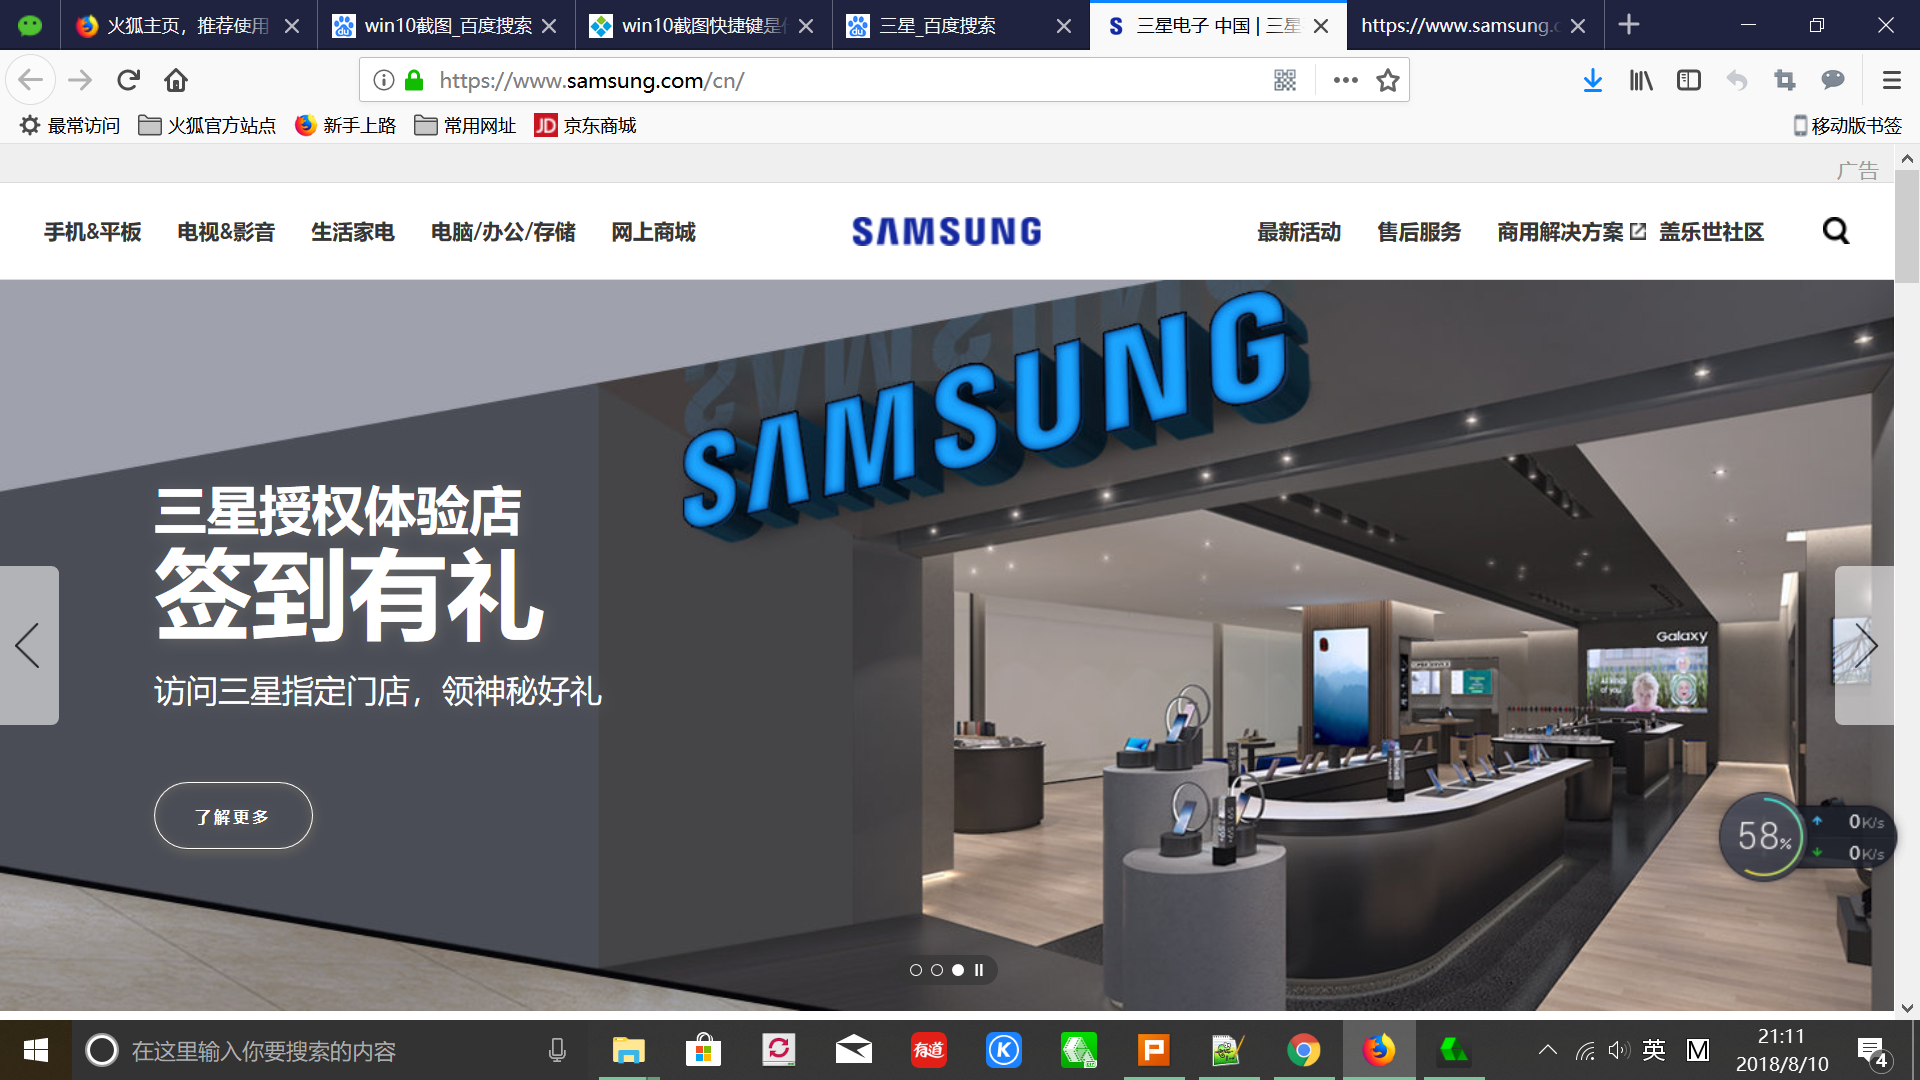 火狐主页，推荐使用
win10截图_百度搜索
win10截图快捷键是
三星_百度搜索
三星电子 中国 | 三星
https://www.samsung.c
https://www.samsung.com/cn/
最常访问
火狐官方站点
新手上路
常用网址
JD 京东商城
移动版书签
广告
手机&平板
电视&影音
生活家电
电脑/办公/存储
网上商城
SAMSUNG
最新活动
售后服务
商用解决方案
盖乐世社区
SAMSUNG
三星授权体验店
签到有礼
访问三星指定门店，领神秘好礼
了解更多
Galaxy
58%
0K/s
0K/s
在这里输入你要搜索的内容
有道
英
M
21:11
2018/8/10
4